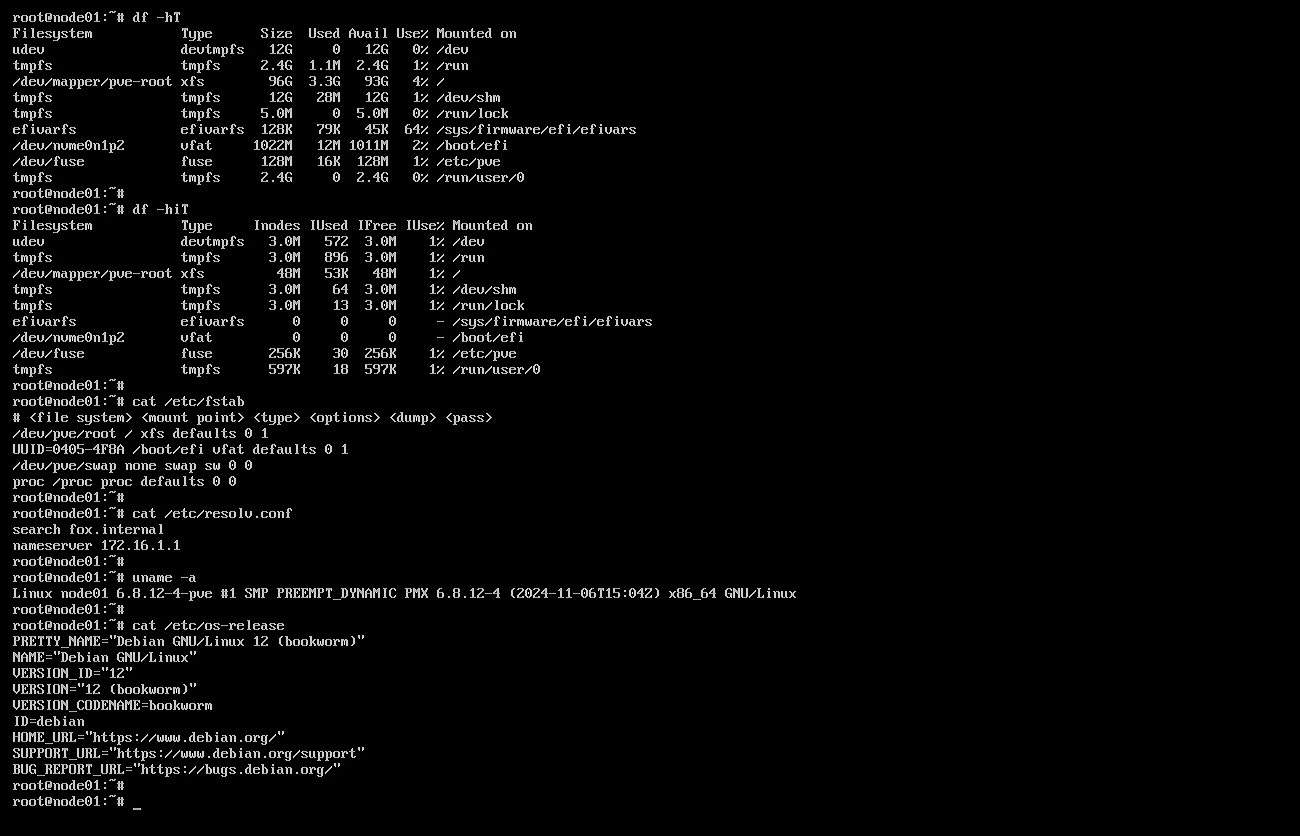 root@node01:~# df -hT
Filesystem           Type      Size  Used Avail Use% Mounted on
udev                 devtmpfs   12G     0   12G   0% /dev
tmpfs                tmpfs     2.4G  1.1M  2.4G   1% /run
/dev/mapper/pve-root xfs        96G  3.3G   93G   4% /
tmpfs                tmpfs      12G   28M   12G   1% /dev/shm
tmpfs                tmpfs     5.0M     0  5.0M   0% /run/lock
efivarfs             efivarfs  128K   79K   45K  64% /sys/firmware/efi/efivars
/dev/nvme0n1p2       vfat     1022M   12M 1011M   2% /boot/efi
/dev/fuse            fuse      128M   16K  128M   1% /etc/pve
tmpfs                tmpfs     2.4G     0  2.4G   0% /run/user/0
root@node01:~#
root@node01:~# df -hiT
Filesystem           Type     Inodes IUsed IFree IUse% Mounted on
udev                 devtmpfs   3.0M   572  3.0M    1% /dev
tmpfs                tmpfs      3.0M   896  3.0M    1% /run
/dev/mapper/pve-root xfs         48M   53K   48M    1% /
tmpfs                tmpfs      3.0M    64  3.0M    1% /dev/shm
tmpfs                tmpfs      3.0M    13  3.0M    1% /run/lock
efivarfs             efivarfs      0     0     0     - /sys/firmware/efi/efivars
/dev/nvme0n1p2       vfat          0     0     0     - /boot/efi
/dev/fuse            fuse       256K    30  256K    1% /etc/pve
tmpfs                tmpfs      597K    18  597K    1% /run/user/0
root@node01:~#
root@node01:~# cat /etc/fstab
# <file system> <mount point> <type> <options> <dump> <pass>
/dev/pve/root / xfs defaults 0 1
UUID=0405-4F8A /boot/efi vfat defaults 0 1
/dev/pve/swap none swap sw 0 0
proc /proc proc defaults 0 0
root@node01:~#
root@node01:~# cat /etc/resolv.conf
search fox.internal
nameserver 172.16.1.1
root@node01:~#
root@node01:~# uname -a
Linux node01 6.8.12-4-pve #1 SMP PREEMPT_DYNAMIC PMX 6.8.12-4 (2024-11-06T15:04Z) x86_64 GNU/Linux
root@node01:~#
root@node01:~# cat /etc/os-release
PRETTY_NAME="Debian GNU/Linux 12 (bookworm)"
NAME="Debian GNU/Linux"
VERSION_ID="12"
VERSION="12 (bookworm)"
VERSION_CODENAME=bookworm
ID=debian
HOME_URL="https://www.debian.org/"
SUPPORT_URL="https://www.debian.org/support"
BUG_REPORT_URL="https://bugs.debian.org/"
root@node01:~#
root@node01:~# _